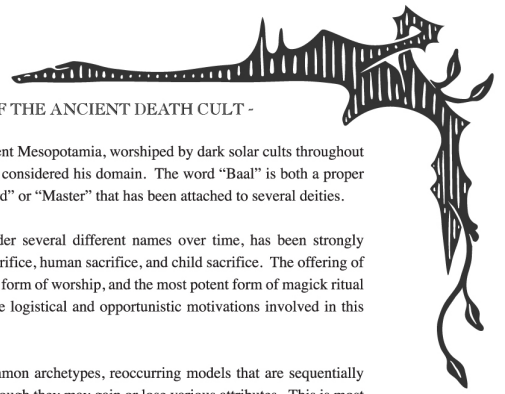 F THE ANCIENT DEATH CULT -
ent Mesopotamia, worshiped by dark solar cults throughout
considered his domain. The word “Baal” is both a proper
d” or “Master” that has been attached to several deities.
der several different names over time, has been strongly
rifice, human sacrifice, and child sacrifice. The offering of
form of worship, and the most potent form of magick ritual
e logistical and opportunistic motivations involved in this
mon archetypes, reoccurring models that are sequentially
ough they may gain or lose various attributes. This is most